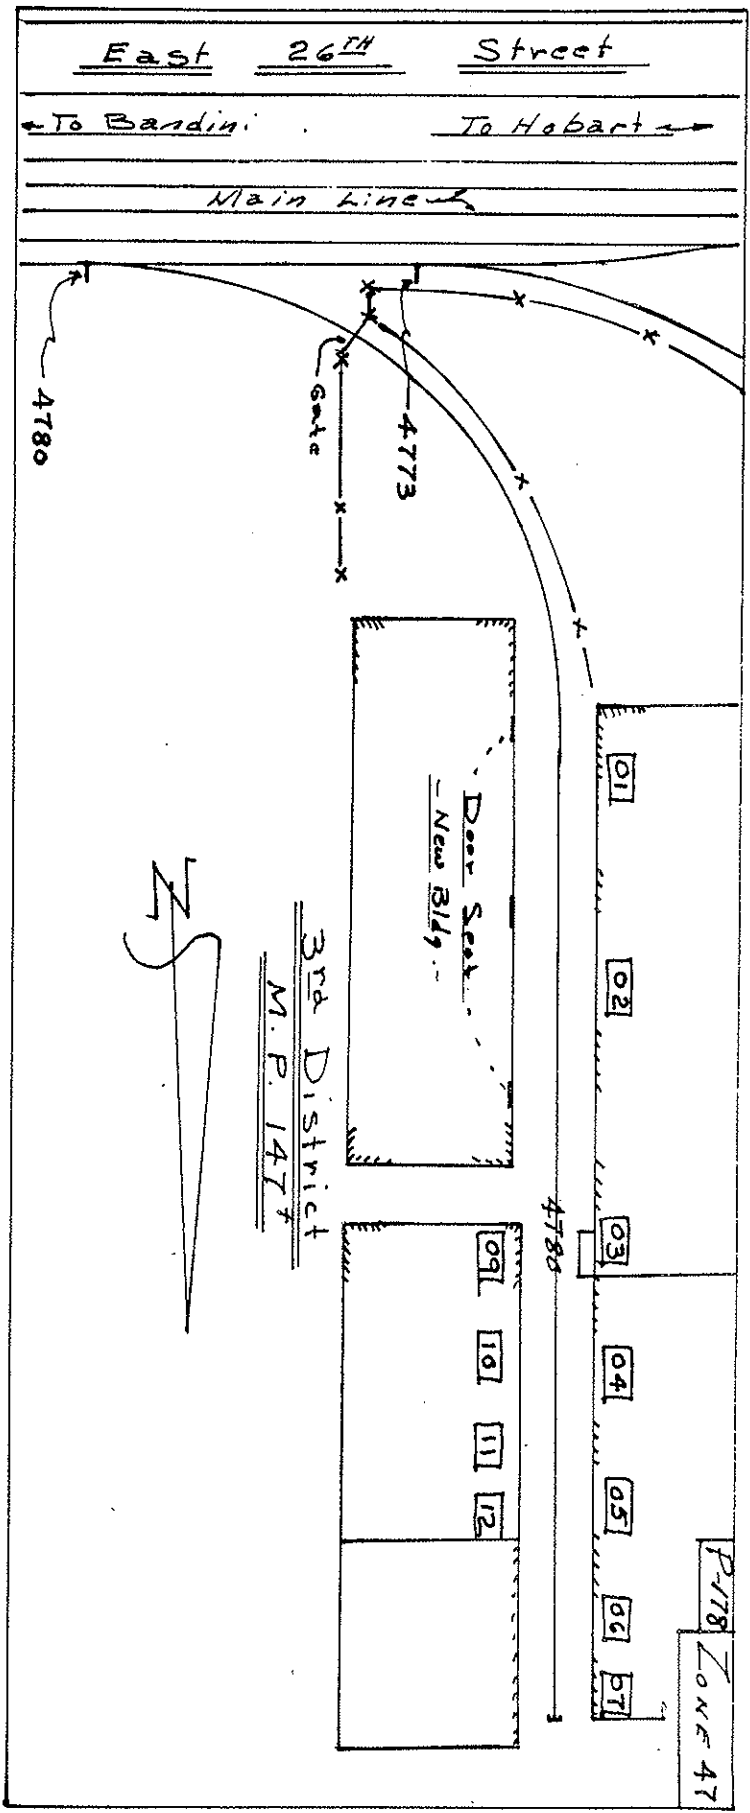 East 26TH Street
To Bandini
To Hobart
Main Line
4780
Gate
4773
01
02
03
04
05
06
07
Door Spot
- New Bldg. -
3rd District
M. P. 147+
N
4780
09
10
11
12
P-178
ZONE 47